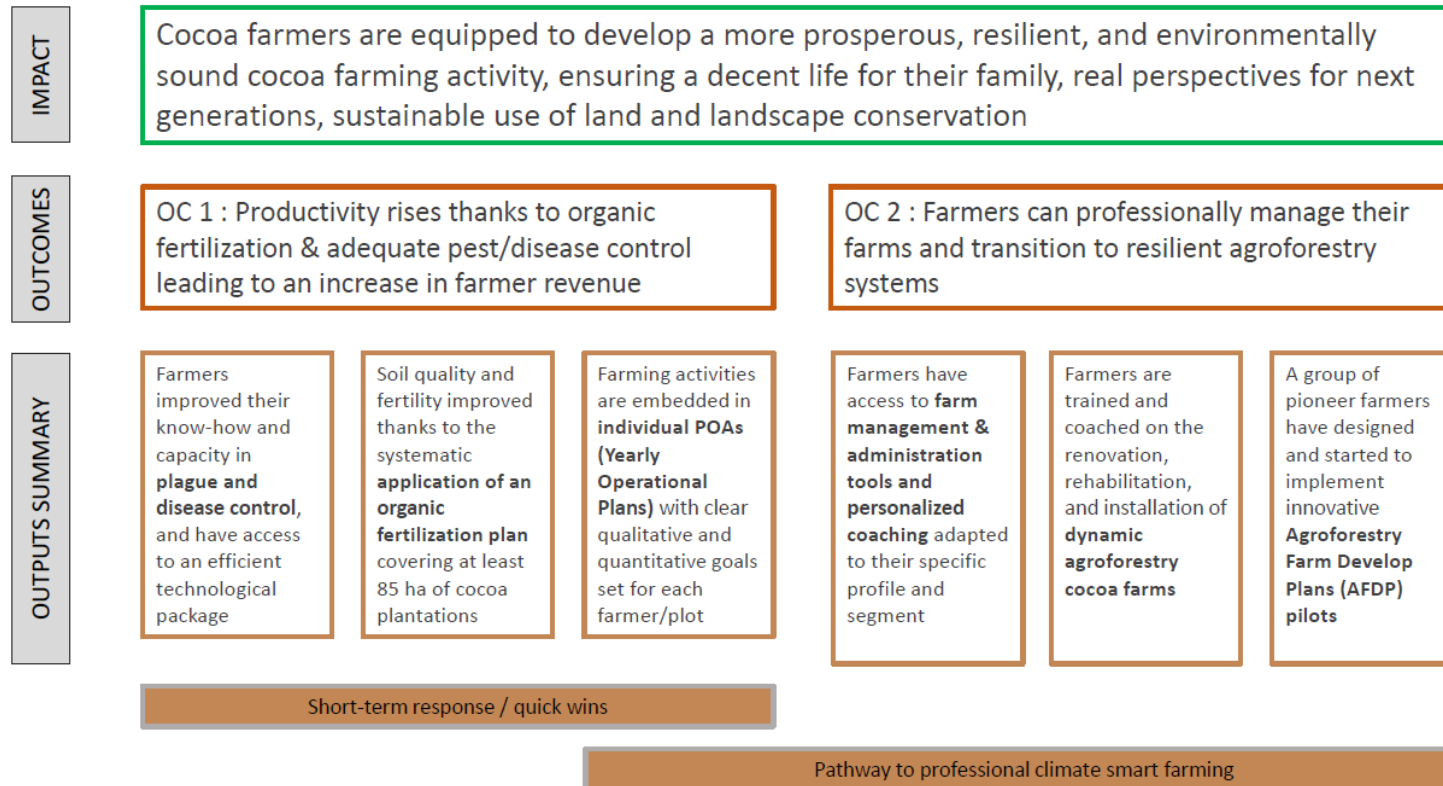 IMPACT
Cocoa farmers are equipped to develop a more prosperous, resilient, and environmentally
sound cocoa farming activity, ensuring a decent life for their family, real perspectives for next
generations, sustainable use of land and landscape conservation
OUTCOMES
OC 1 : Productivity rises thanks to organic
fertilization & adequate pest/disease control
leading to an increase in farmer revenue
OC 2 : Farmers can professionally manage their
farms and transition to resilient agroforestry
systems
OUTPUTS SUMMARY
Farmers
improved their
know-how and
capacity in
plague and
disease control,
and have access
to an efficient
technological
package
Soil quality and
fertility improved
thanks to the
systematic
application of an
organic
fertilization plan
covering at least
85 ha of cocoa
plantations
Farming activities
are embedded in
individual POAs
(Yearly
Operational
Plans) with clear
qualitative and
quantitative goals
set for each
farmer/plot
Farmers have
access to farm
management &
administration
tools and
personalized
coaching adapted
to their specific
profile and
segment
Farmers are
trained and
coached on the
renovation,
rehabilitation,
and installation of
dynamic
agroforestry
cocoa farms
A group of
pioneer farmers
have designed
and started to
implement
innovative
Agroforestry
Farm Develop
Plans (AFDP)
pilots
Short-term response / quick wins
Pathway to professional climate smart farming